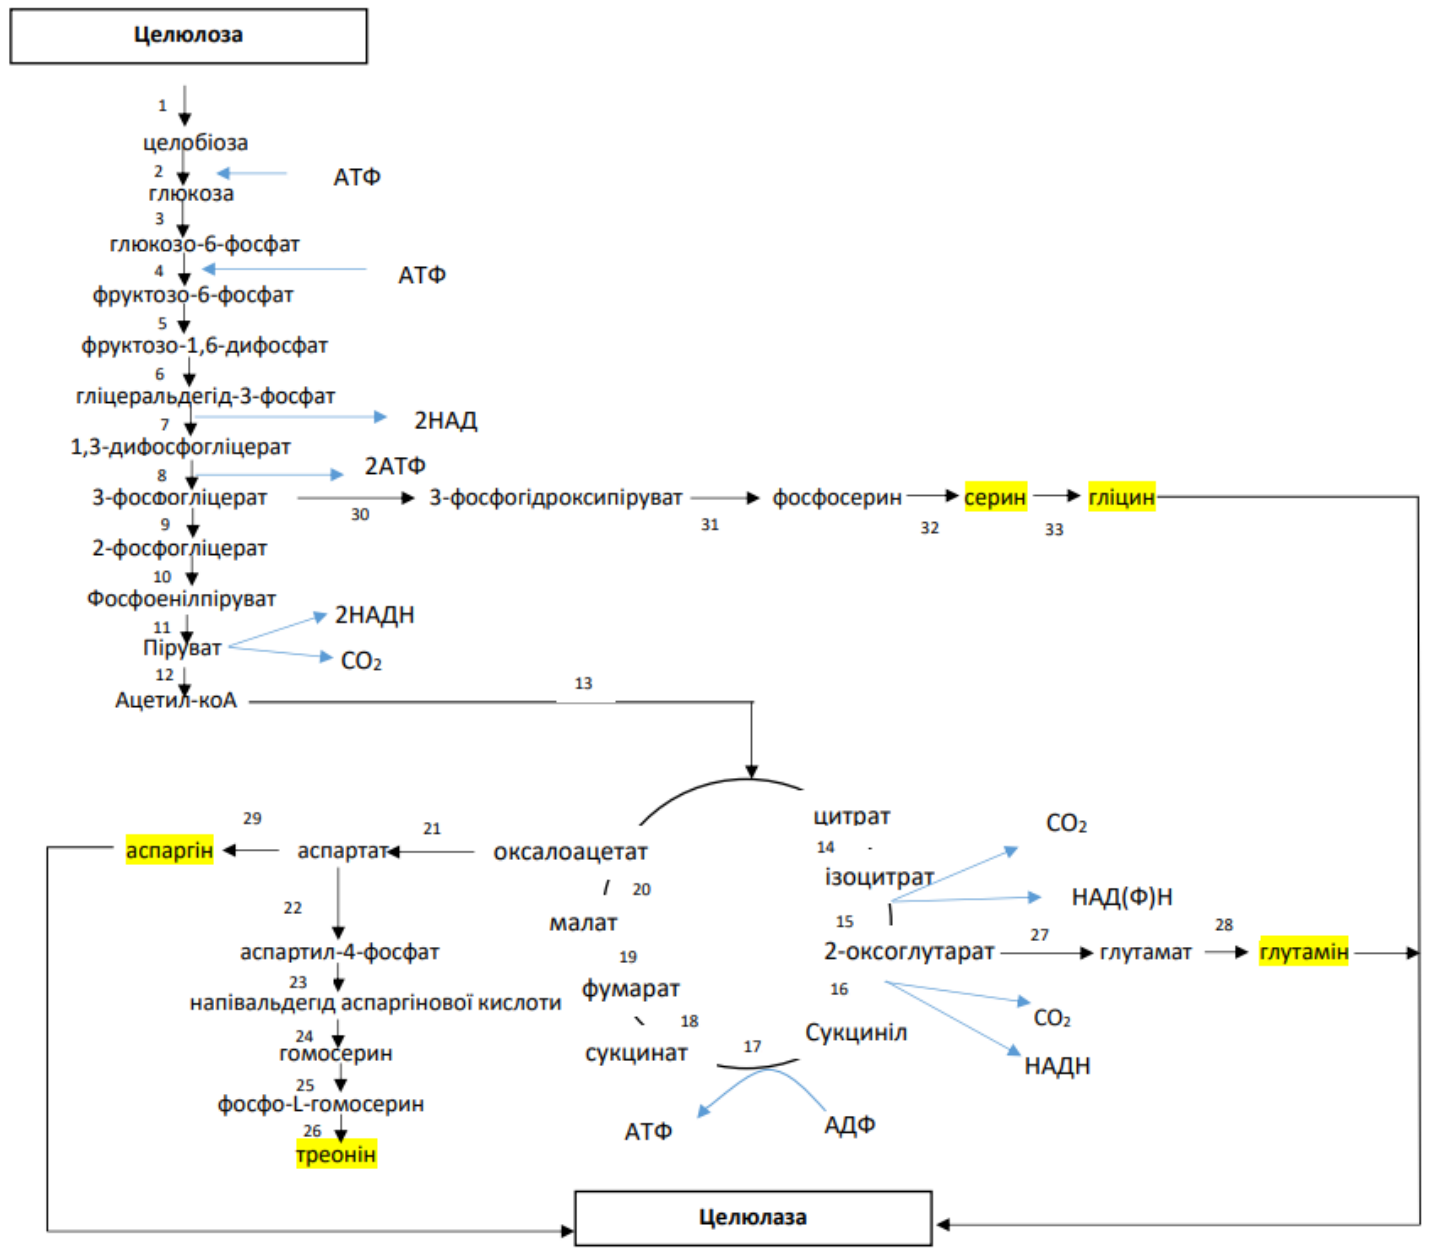 Целюлоза
1
целобіоза
2
АТФ
глюкоза
3
глюкозо-6-фосфат
4
АТФ
фруктозо-6-фосфат
5
фруктозо-1,6-дифосфат
6
гліцеральдегід-3-фосфат
7
2НАД
1,3-дифосфогліцерат
8
2АТФ
3-фосфогліцерат
3-фосфогідроксипіруват
фосфосерин
серин
гліцин
30
31
32
33
9
2-фосфогліцерат
10
Фосфоенілпіруват
2НАДН
11
Піруват
СО₂
12
13
Ацетил-коА
цитрат
СО₂
29
21
14
аспаргін
аспартат
оксалоацетат
ізоцитрат
20
НАД(Ф)Н
22
малат
15
27
28
аспартил-4-фосфат
19
2-оксоглутарат
глутамат
глутамін
23
фумарат
16
напівальдегід аспаргінової кислоти
18
СО₂
24
17
Сукциніл
гомосерин
сукцинат
НАДН
25
фосфо-L-гомосерин
АТФ
АДФ
26
треонін
Целюлаза